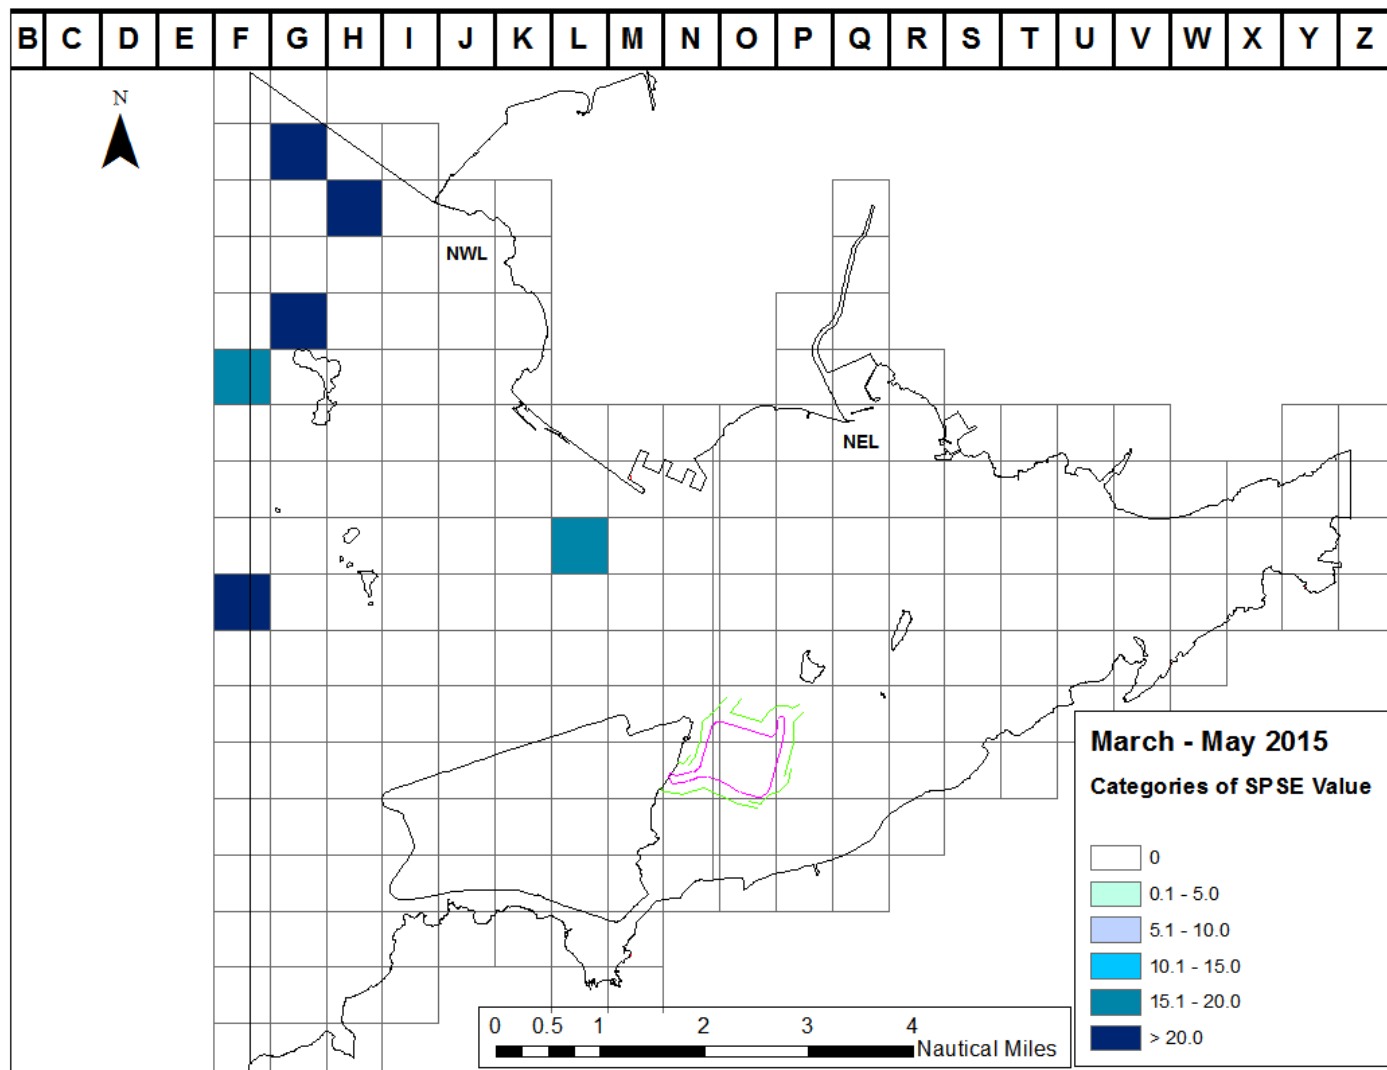 B C D E F G H I J K L M N O P Q R S T U V W X Y Z
N
NWL
NEL
March - May 2015
Categories of SPSE Value
0
0.1 - 5.0
5.1 - 10.0
10.1 - 15.0
15.1 - 20.0
> 20.0
0 0.5 1 2 3 4
Nautical Miles